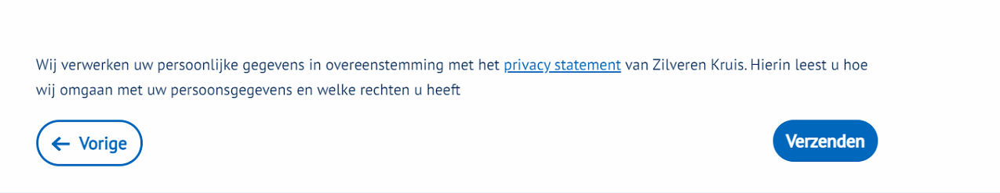 Wij verwerken uw persoonlijke gegevens in overeenstemming met het privacy statement van Zilveren Kruis. Hierin leest u hoe
wij omgaan met uw persoonsgegevens en welke rechten u heeft
← Vorige
Verzenden